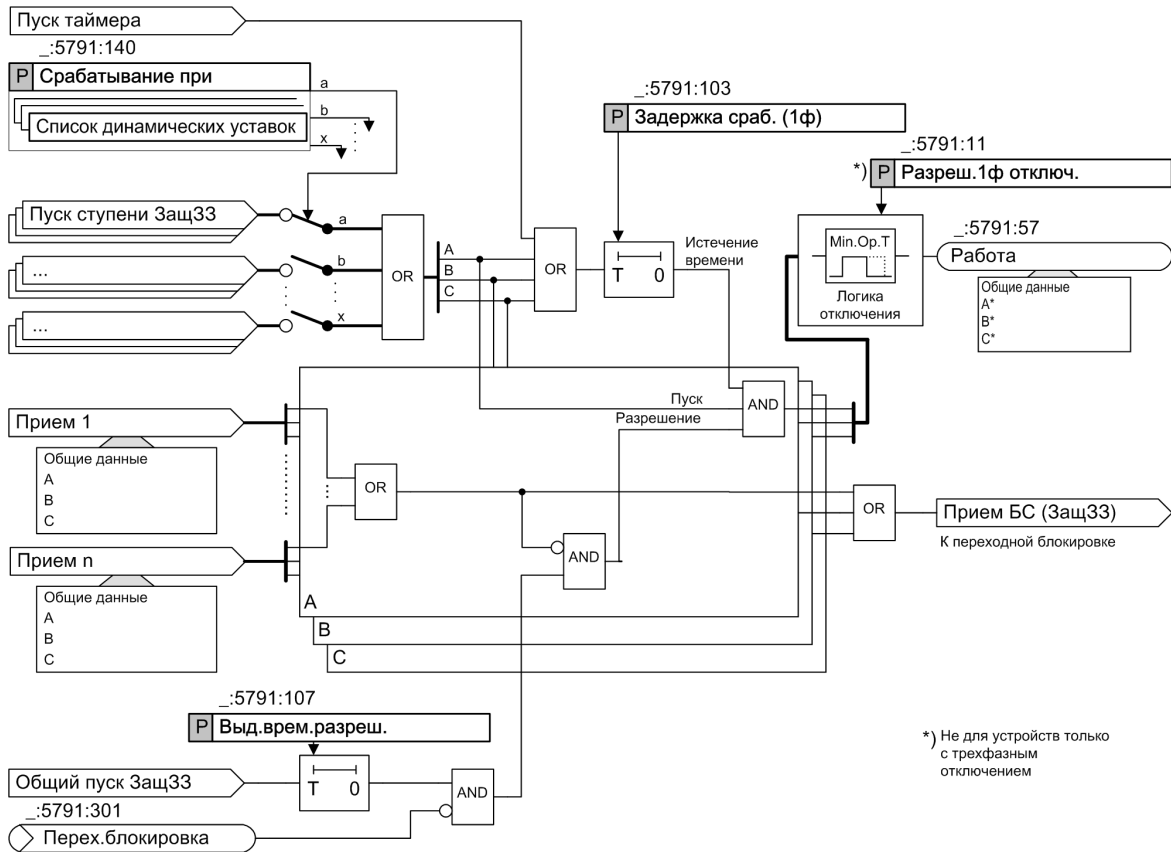 Пуск таймера
_:5791:140
P Срабатывание при
a
Список динамических уставок
b
x
_:5791:103
P Задержка сраб. (1ф)
_:5791:11
*) P Разреш.1ф отключ.
Пуск ступени ЗащЗЗ
a
...
b
...
x
OR
A
B
C
OR
T 0
Истечение
времени
Min.Op.T
Логика
отключения
_:5791:57
Работа
Общие данные
A*
B*
C*
Прием 1
Общие данные
A
B
C
Прием n
Общие данные
A
B
C
OR
Пуск
Разрешение
AND
AND
A
B
C
OR
Прием БС (ЗащЗЗ)
К переходной блокировке
_:5791:107
P Выд.врем.разреш.
Общий пуск ЗащЗЗ
T 0
AND
_:5791:301
Перех.блокировка
*) Не для устройств только
с трехфазным
отключением